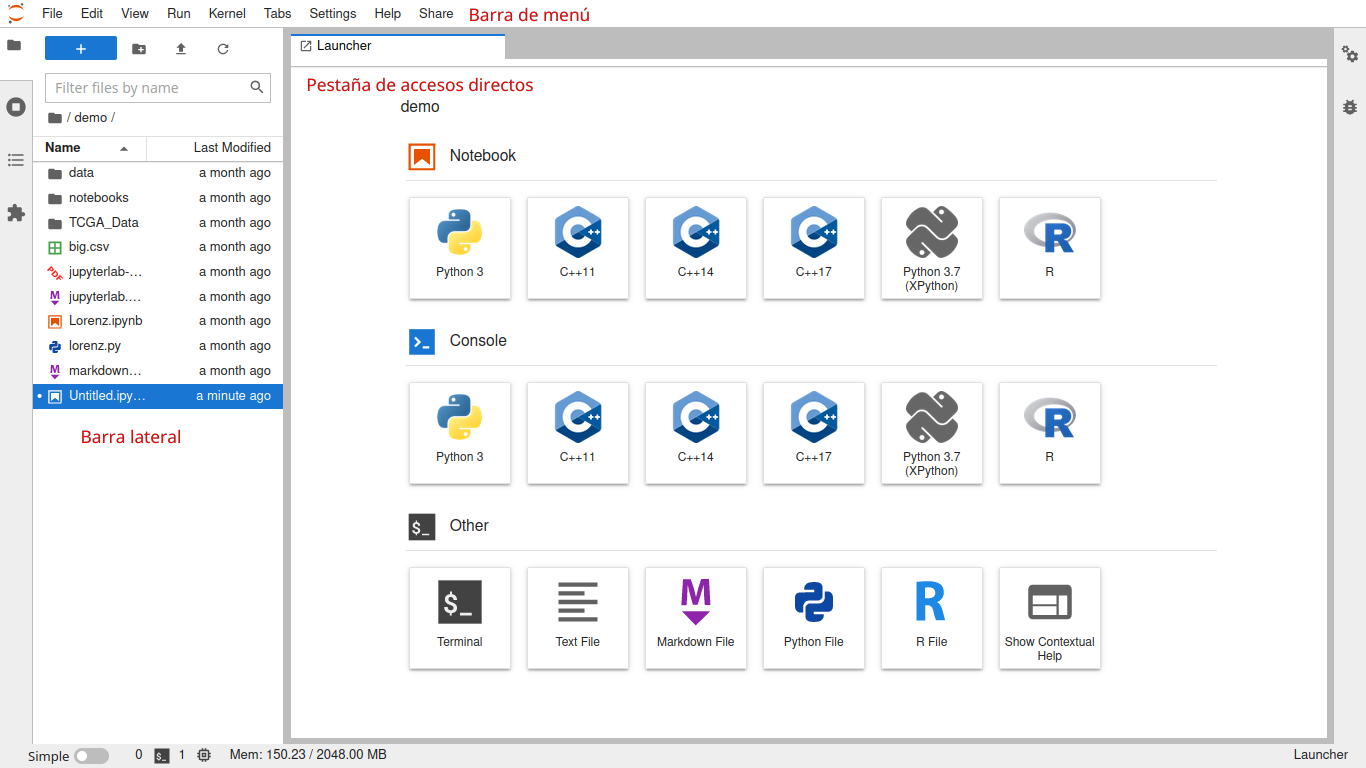 File Edit View Run Kernel Tabs Settings Help Share Barra de menú
+
Launcher
Filter files by name
/ demo /
Name Last Modified
data a month ago
notebooks a month ago
TCGA_Data a month ago
big.csv a month ago
PDF jupyterlab-... a month ago
M jupyterlab.... a month ago
Lorenz.ipynb a month ago
lorenz.py a month ago
M markdown... a month ago
Untitled.ipy... a minute ago
Barra lateral
Pestaña de accesos directos
demo
Notebook
Python 3
C++
C++11
C++
C++14
C++
C++17
Python 3.7
(XPython)
R
R
Console
Python 3
C++
C++11
C++
C++14
C++
C++17
Python 3.7
(XPython)
R
R
$_ Other
$_
Terminal
Text File
M
Markdown File
Python File
R
R File
Show Contextual
Help
Simple 0 $_ 1 Mem: 150.23 / 2048.00 MB Launcher